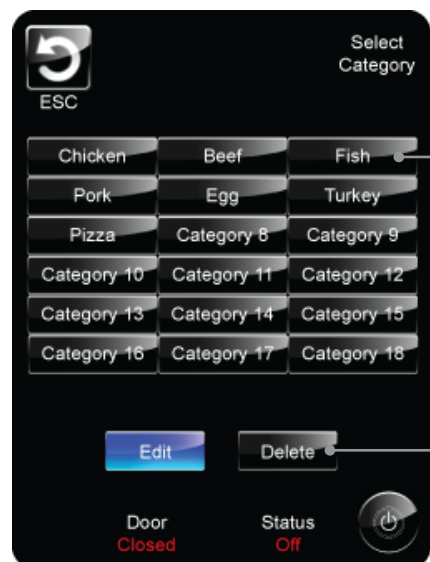 Select
Category
ESC
Chicken Beef Fish
Pork Egg Turkey
Pizza Category 8 Category 9
Category 10 Category 11 Category 12
Category 13 Category 14 Category 15
Category 16 Category 17 Category 18
Edit Delete
Door Status
Closed Off